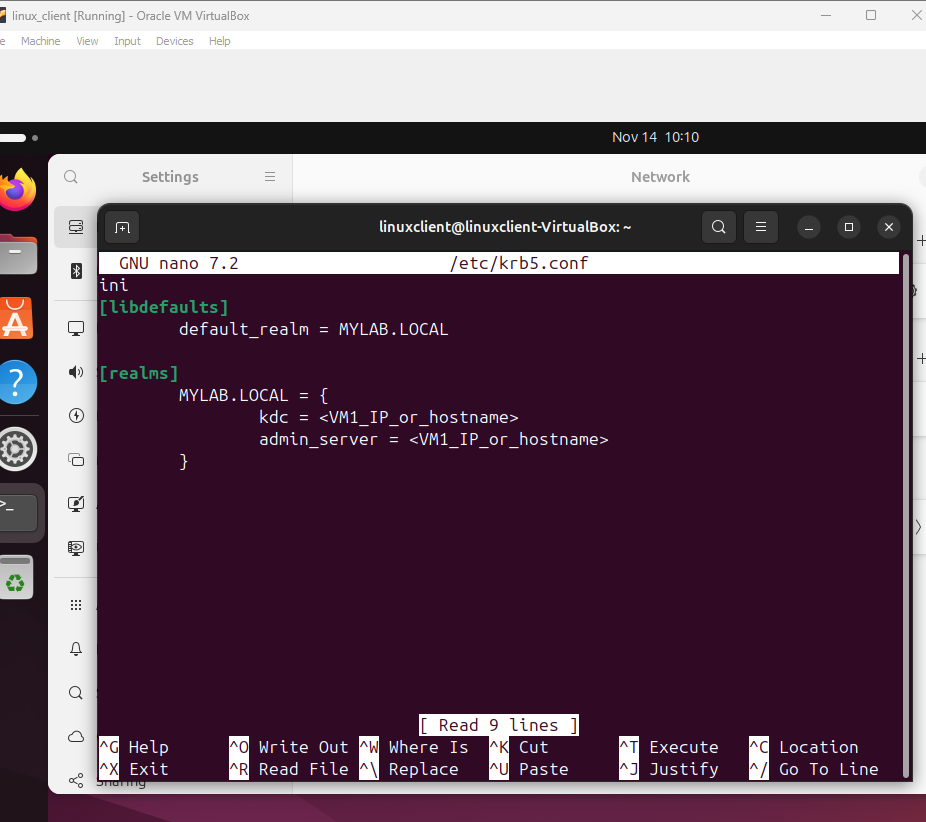 linux_client [Running] - Oracle VM VirtualBox
e Machine View Input Devices Help
Nov 14 10:10
Settings
Network
linuxclient@linuxclient-VirtualBox: ~
GNU nano 7.2 /etc/krb5.conf
ini
[libdefaults]
default_realm = MYLAB.LOCAL
[realms]
MYLAB.LOCAL = {
kdc = <VM1_IP_or_hostname>
admin_server = <VM1_IP_or_hostname>
}
[ Read 9 lines ]
^G Help ^O Write Out ^W Where Is ^K Cut ^T Execute ^C Location
^X Exit ^R Read File ^\ Replace ^U Paste ^J Justify ^/ Go To Line
Sharing